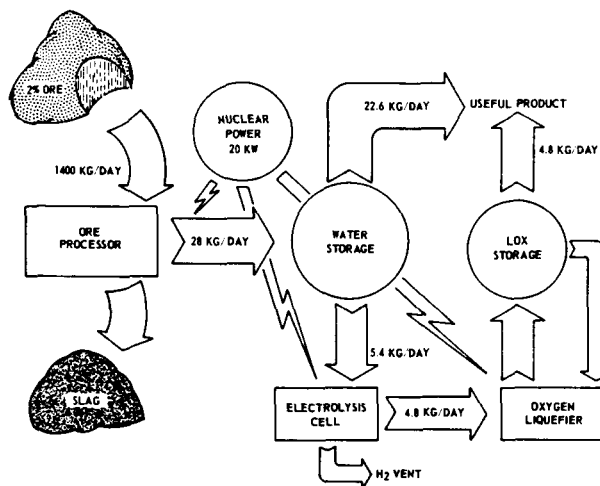 2% ORE
NUCLEAR
POWER
20 KW
22.6 KG/DAY
USEFUL PRODUCT
1400 KG/DAY
4.8 KG/DAY
ORE
PROCESSOR
28 KG/DAY
WATER
STORAGE
LOX
STORAGE
5.4 KG/DAY
SLAG
ELECTROLYSIS
CELL
4.8 KG/DAY
OXYGEN
LIQUEFIER
H2 VENT